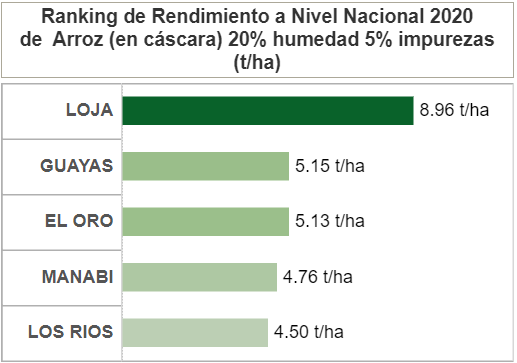 Ranking de Rendimiento a Nivel Nacional 2020
de Arroz (en cáscara) 20% humedad 5% impurezas
(t/ha)
LOJA 8.96 t/ha
GUAYAS 5.15 t/ha
EL ORO 5.13 t/ha
MANABI 4.76 t/ha
LOS RIOS 4.50 t/ha